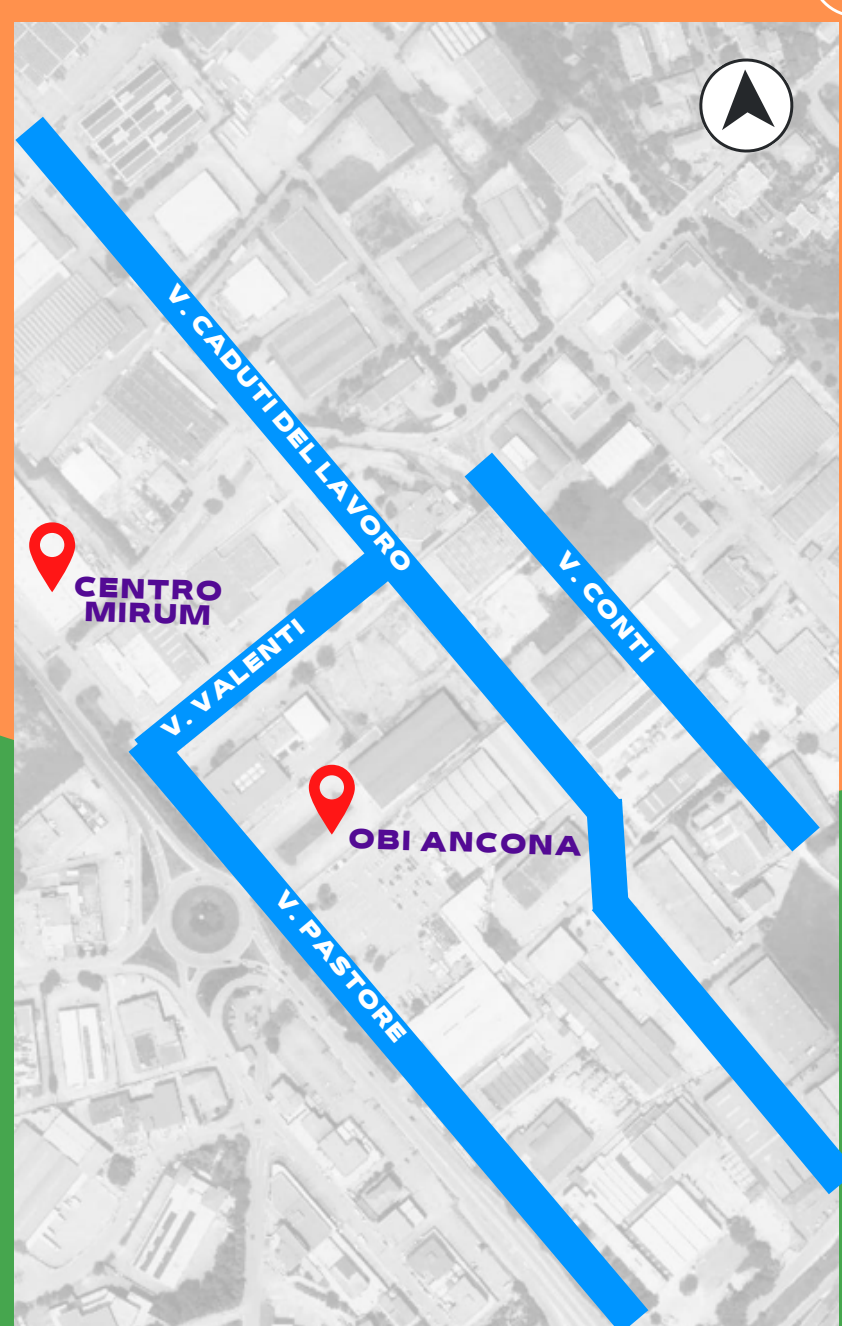 V. CADUTI DEL LAVORO
V. CONTI
CENTRO
MIRUM
V. VALENTI
OBI ANCONA
V. PASTORE